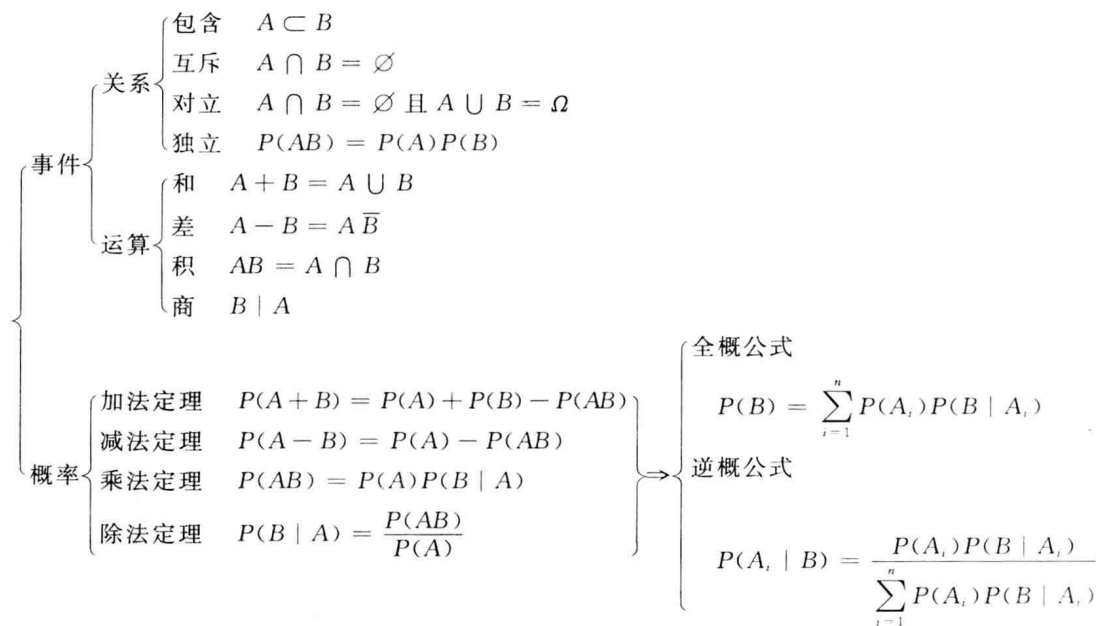 包含 A ⊂ B
互斥 A ∩ B = ∅
关系
对立 A ∩ B = ∅ 且 A ∪ B = Ω
独立 P(AB) = P(A)P(B)
事件
和 A + B = A ∪ B
差 A − B = A B̅
运算
积 AB = A ∩ B
商 B | A
全概公式
加法定理 P(A + B) = P(A) + P(B) − P(AB)
P(B) = ∑_{i=1}^{n} P(A_i)P(B | A_i)
减法定理 P(A − B) = P(A) − P(AB)
概率
乘法定理 P(AB) = P(A)P(B | A)
⇒
逆概公式
除法定理 P(B | A) = P(AB) / P(A)
P(A_i | B) = P(A_i)P(B | A_i) / ∑_{i=1}^{n} P(A_i)P(B | A_i)